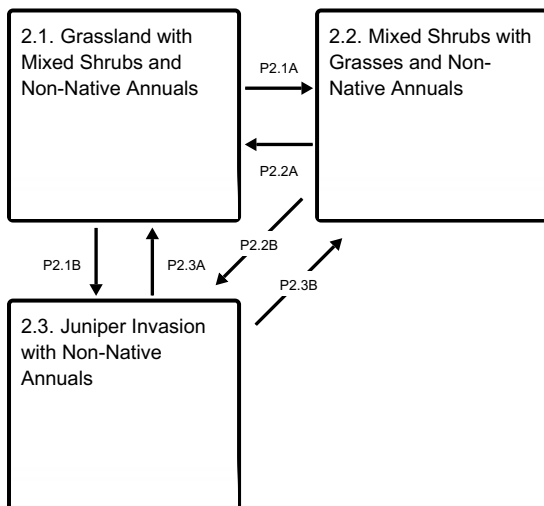 2.1. Grassland with
Mixed Shrubs and
Non-Native Annuals
2.2. Mixed Shrubs with
Grasses and Non-
Native Annuals
P2.1A
P2.2A
P2.1B
P2.3A
P2.2B
P2.3B
2.3. Juniper Invasion
with Non-Native
Annuals